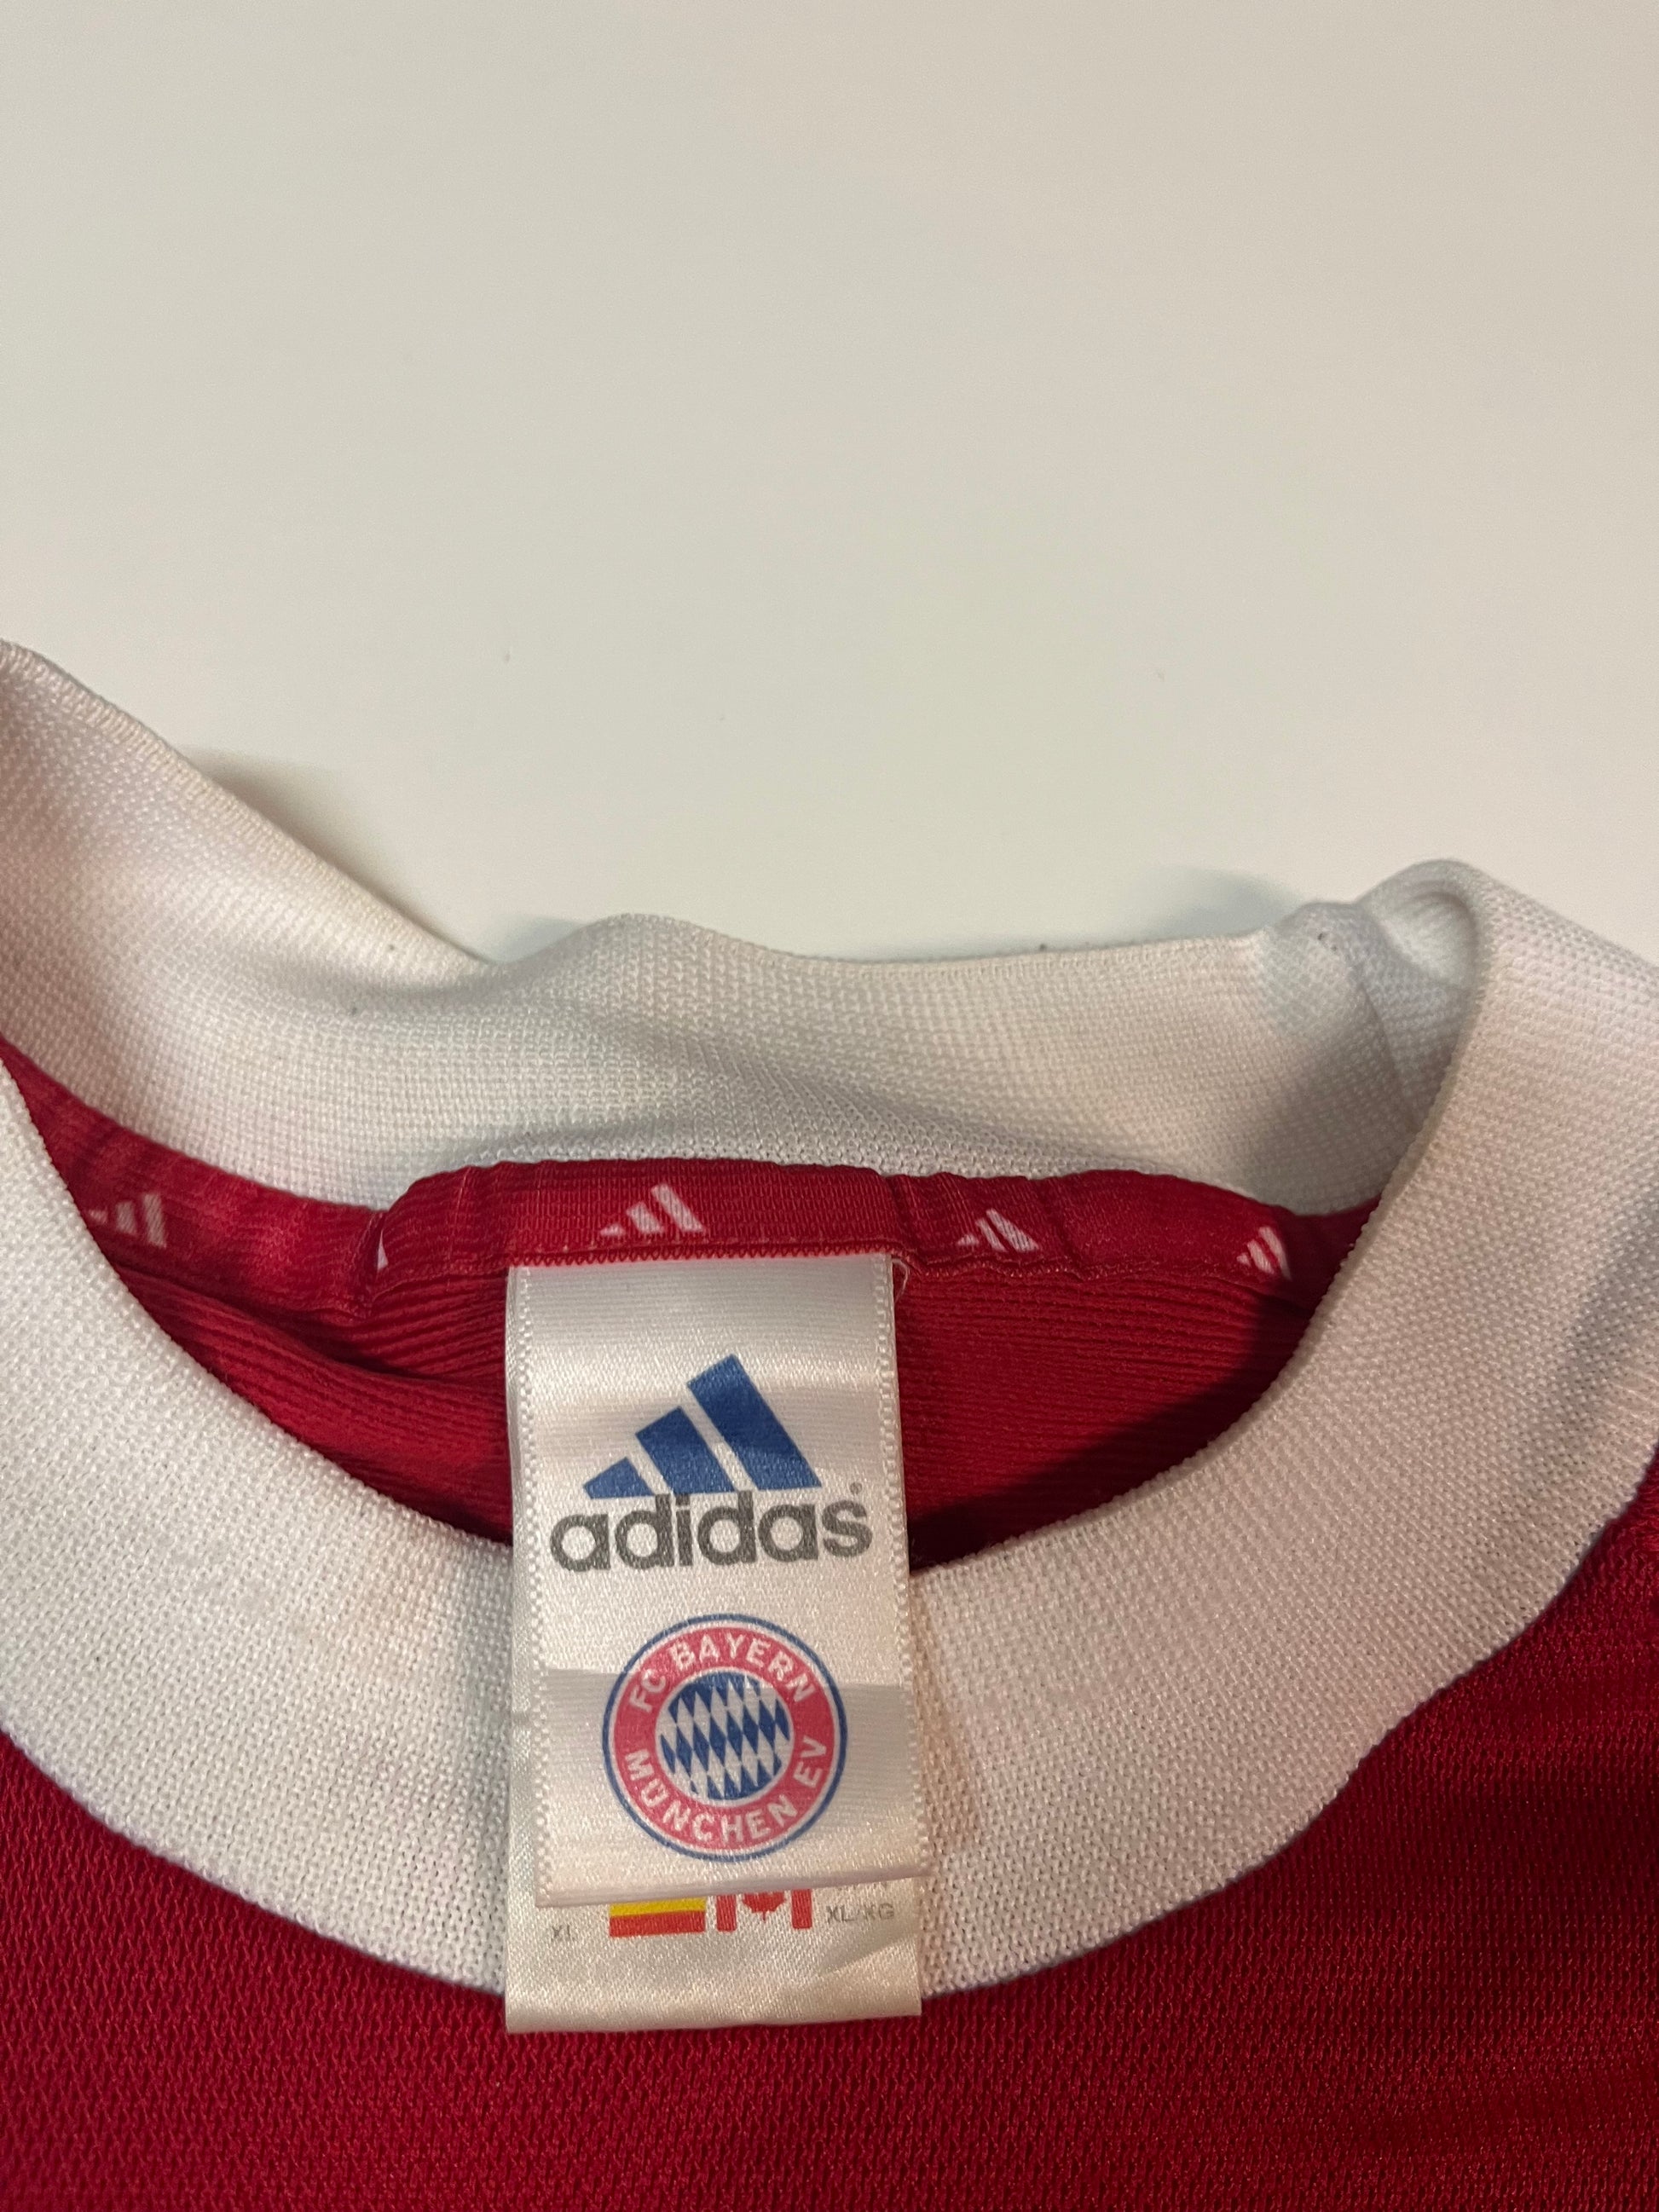 adidas®
FC BAYERN
MÜNCHEN EV
XL XL/XG